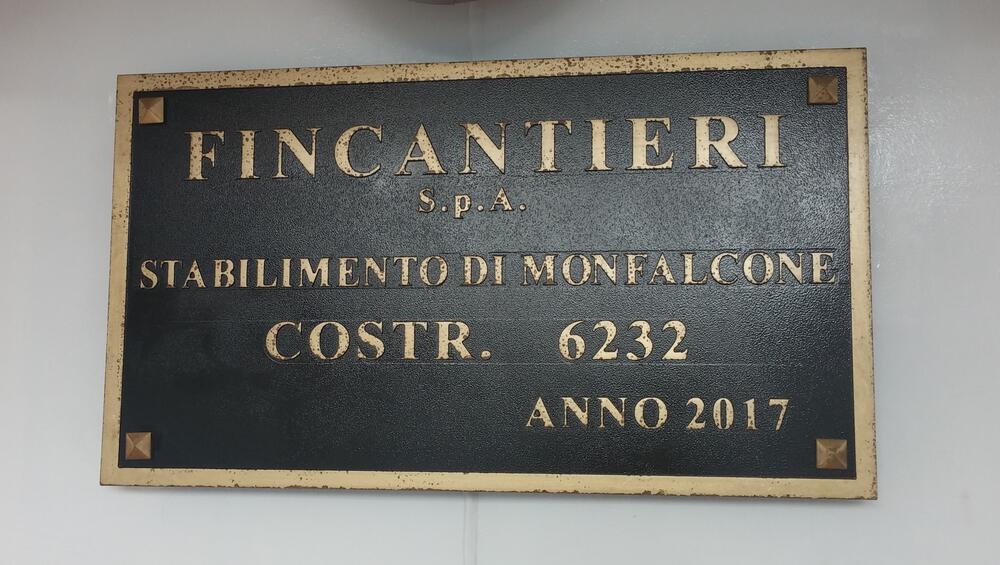 FINCANTIERI
S.p.A.
STABILIMENTO DI MONFALCONE
COSTR. 6232
ANNO 2017